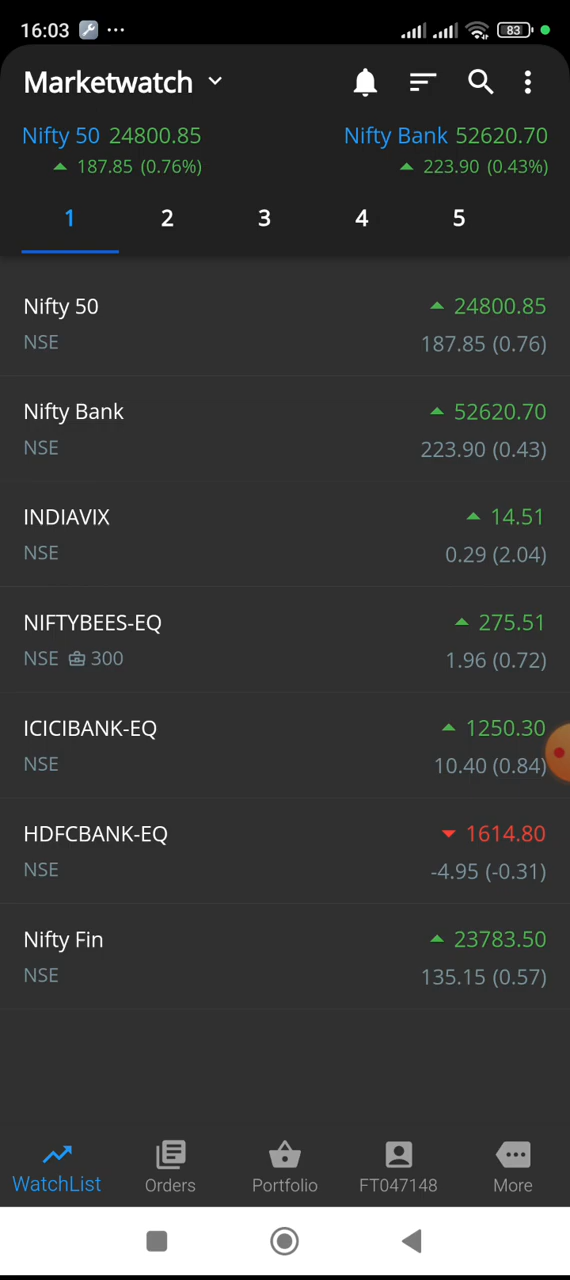 16:03 83
Marketwatch
Nifty 50 24800.85 Nifty Bank 52620.70
187.85 (0.76%) 223.90 (0.43%)
1 2 3 4 5
Nifty 50 24800.85
NSE 187.85 (0.76)
Nifty Bank 52620.70
NSE 223.90 (0.43)
INDIAVIX 14.51
NSE 0.29 (2.04)
NIFTYBEES-EQ 275.51
NSE 300 1.96 (0.72)
ICICIBANK-EQ 1250.30
NSE 10.40 (0.84)
HDFCBANK-EQ 1614.80
NSE -4.95 (-0.31)
Nifty Fin 23783.50
NSE 135.15 (0.57)
WatchList Orders Portfolio FT047148 More